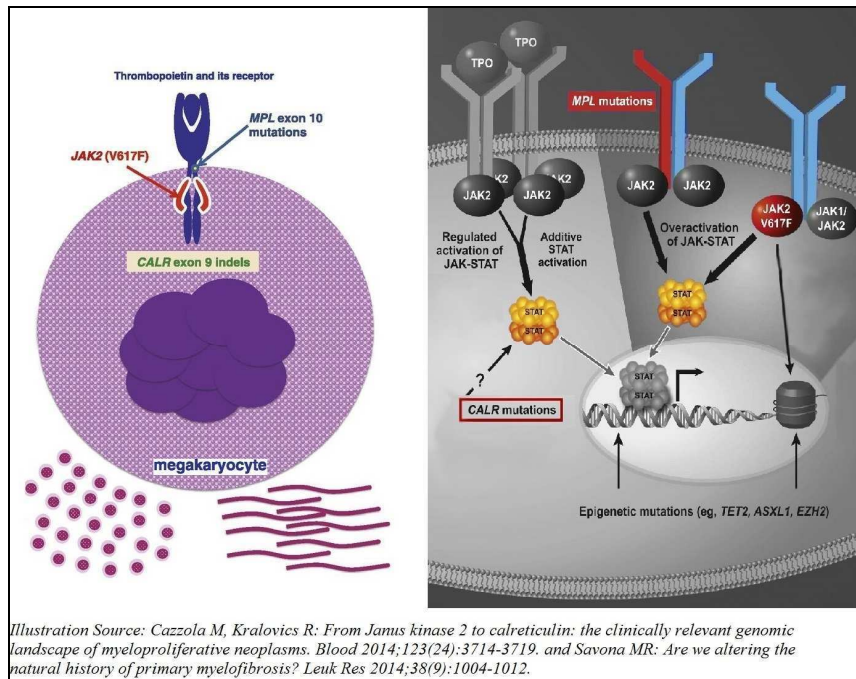 Thrombopoietin and its receptor
MPL exon 10
mutations
JAK2 (V617F)
CALR exon 9 indels
megakaryocyte
TPO
TPO
MPL mutations
JAK2
JAK2
JAK2
JAK2
JAK2
JAK2
JAK2
V617F
JAK1/
JAK2
Regulated
activation of
JAK-STAT
Additive
STAT
activation
Overactivation
of JAK-STAT
STAT
STAT
STAT
STAT
?
CALR mutations
STAT
STAT
Epigenetic mutations (eg, TET2, ASXL1, EZH2)
Illustration Source: Cazzola M, Kralovics R: From Janus kinase 2 to calreticulin: the clinically relevant genomic
landscape of myeloproliferative neoplasms. Blood 2014;123(24):3714-3719. and Savona MR: Are we altering the
natural history of primary myelofibrosis? Leuk Res 2014;38(9):1004-1012.